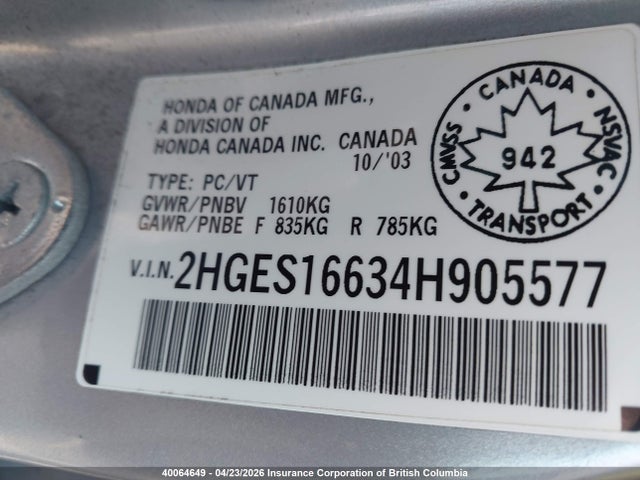 HONDA OF CANADA MFG.,
A DIVISION OF
HONDA CANADA INC. CANADA
10/'03
TYPE: PC/VT
GVWR/PNBV 1610KG
GAWR/PNBE F 835KG R 785KG
V.I.N. 2HGES16634H905577
CANADA
CMVSS 942 NSVAC
TRANSPORT
40064649 - 04/23/2026 Insurance Corporation of British Columbia